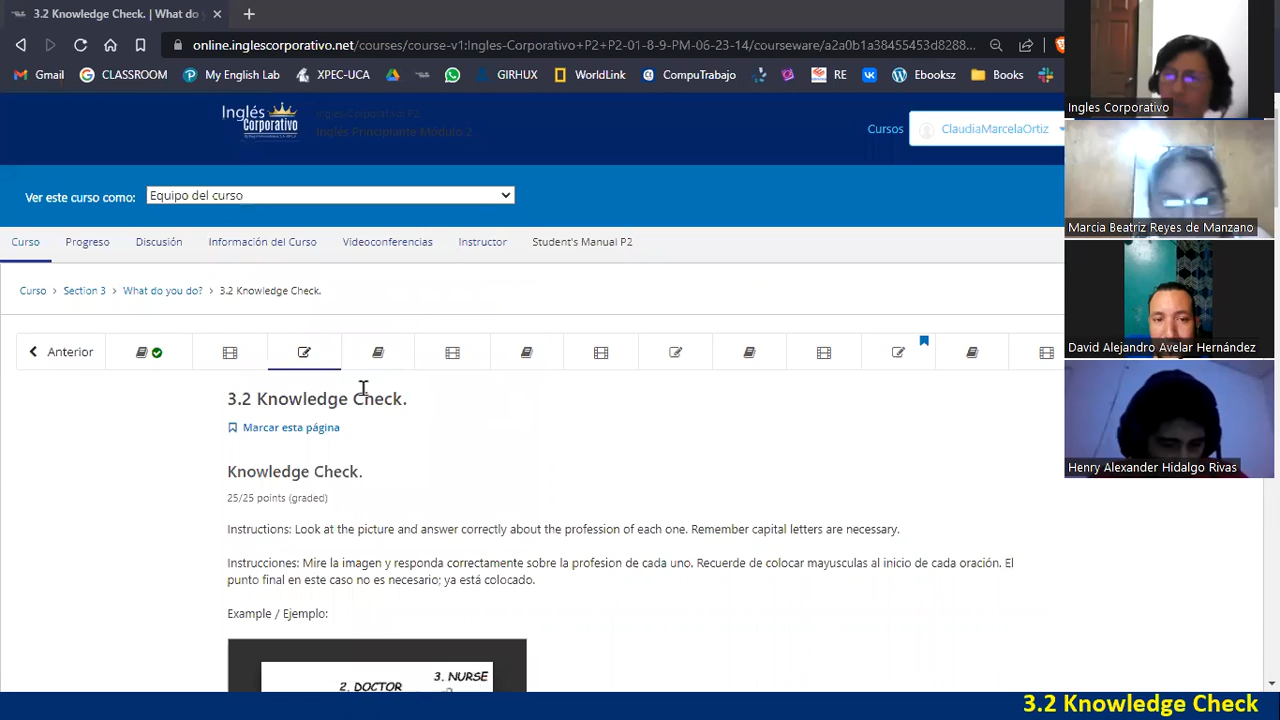 3.2 Knowledge Check. | What do y
online.inglescorporativo.net/courses/course-v1:Ingles-Corporativo+P2+P2-01-8-9-PM-06-23-14/courseware/a2a0b1a38455453d8288...
Gmail
CLASSROOM
My English Lab
XPEC-UCA
GIRHUX
WorldLink
CompuTrabajo
RE
Ebooksz
Books
Inglés
Corporativo
Ingles-Corporativo P2
Inglés Principiante Módulo 2
Cursos
ClaudiaMarcelaOrtiz
Ver este curso como:
Equipo del curso
Curso
Progreso
Discusión
Información del Curso
Videoconferencias
Instructor
Student's Manual P2
Curso > Section 3 > What do you do? > 3.2 Knowledge Check.
Anterior
3.2 Knowledge Check.
Marcar esta página
Knowledge Check.
25/25 points (graded)
Instructions: Look at the picture and answer correctly about the profession of each one. Remember capital letters are necessary.
Instrucciones: Mire la imagen y responda correctamente sobre la profesion de cada uno. Recuerde de colocar mayusculas al inicio de cada oración. El
punto final en este caso no es necesario; ya está colocado.
Example / Ejemplo:
3. NURSE
2. DOCTOR
Ingles Corporativo
Marcia Beatriz Reyes de Manzano
David Alejandro Avelar Hernández
Henry Alexander Hidalgo Rivas
3.2 Knowledge Check